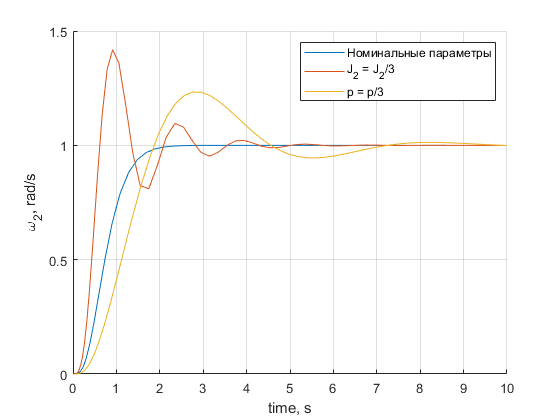 1.5
1
0.5
0
ω2, rad/s
Номинальные параметры
J2 = J2/3
p = p/3
0 1 2 3 4 5 6 7 8 9 10
time, s